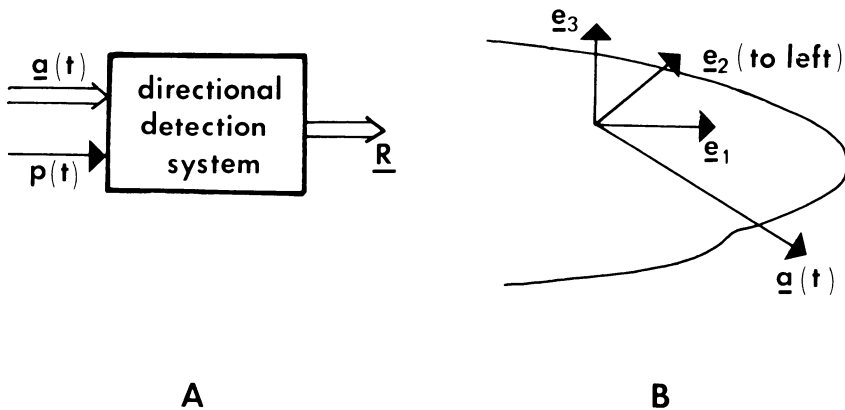 a(t)
p(t)
directional
detection
system
R
e3
e2 (to left)
e1
a(t)
A
B